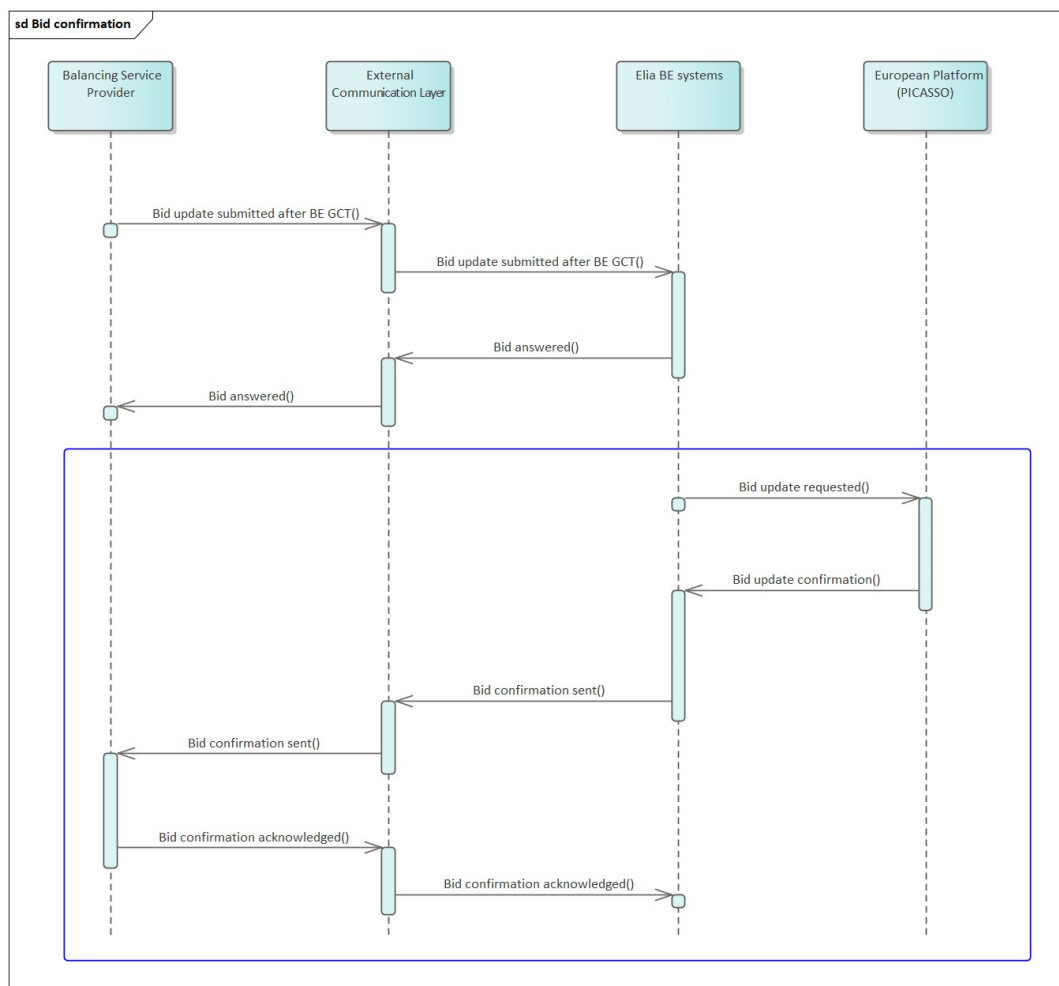 sd Bid confirmation
Balancing Service
Provider
External
Communication Layer
Elia BE systems
European Platform
(PICASSO)
Bid update submitted after BE GCT()
Bid update submitted after BE GCT()
Bid answered()
Bid answered()
Bid update requested()
Bid update confirmation()
Bid confirmation sent()
Bid confirmation sent()
Bid confirmation acknowledged()
Bid confirmation acknowledged()